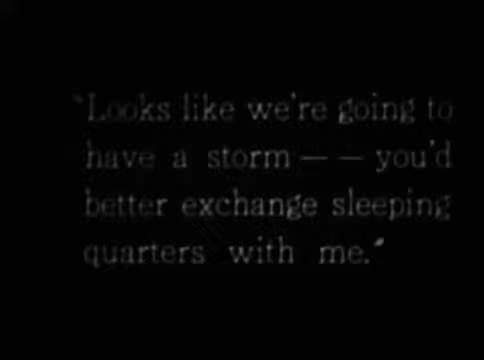 "Looks like we're going to
have a storm — — you'd
better exchange sleeping
quarters with me."